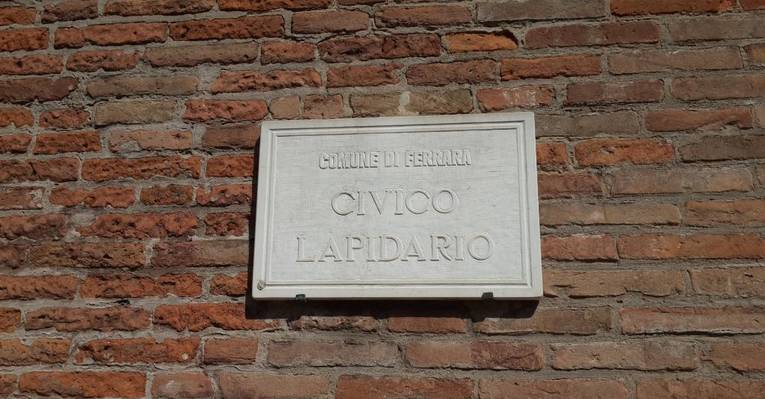 COMUNE DI FERRARA
CIVICO
LAPIDARIO